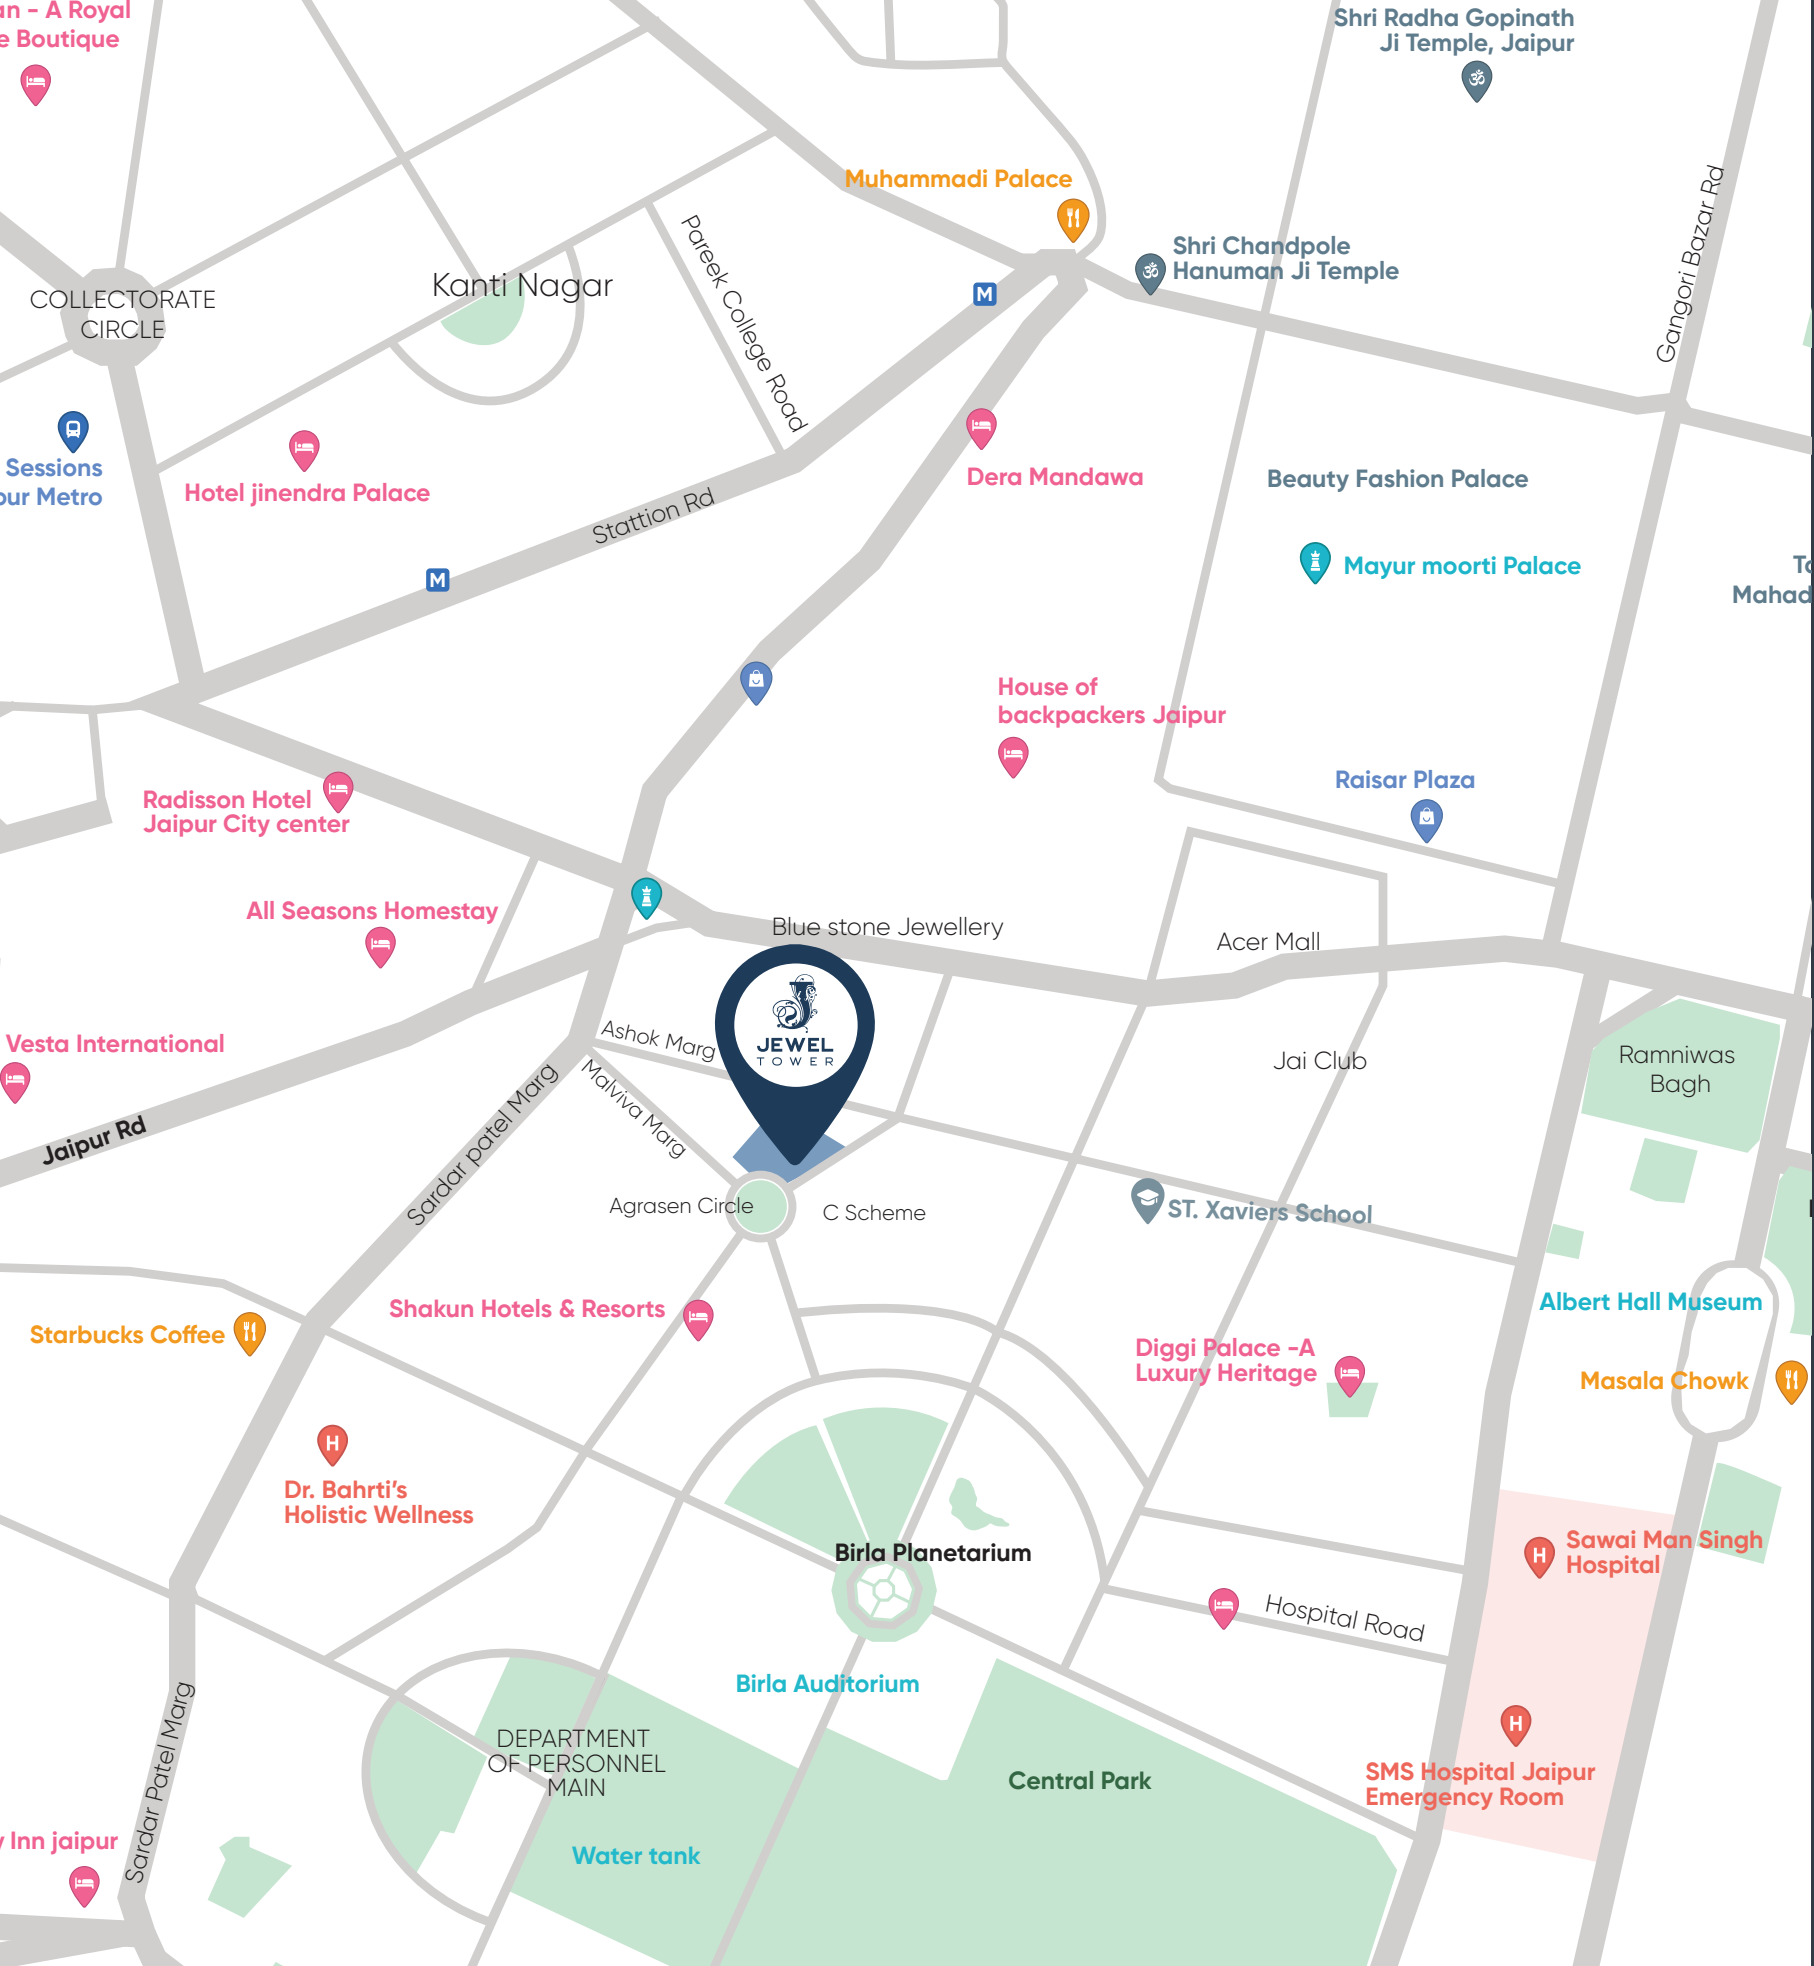 an - A Royal
e Boutique
Shri Radha Gopinath
Ji Temple, Jaipur
Muhammadi Palace
Gangori Bazar Rd
Shri Chandpole
Hanuman Ji Temple
Pareek College Road
Kanti Nagar
COLLECTORATE
CIRCLE
M
Sessions
our Metro
Hotel jinendra Palace
Dera Mandawa
Beauty Fashion Palace
Stattion Rd
M
Mayur moorti Palace
To
Mahad
House of
backpackers Jaipur
Raisar Plaza
Radisson Hotel
Jaipur City center
All Seasons Homestay
Blue stone Jewellery
Acer Mall
JEWEL
TOWER
Vesta International
Ashok Marg
Malviva Marg
Jai Club
Ramniwas
Bagh
Jaipur Rd
Sardar patel Marg
Agrasen Circle
C Scheme
ST. Xaviers School
Starbucks Coffee
Shakun Hotels & Resorts
Albert Hall Museum
Diggi Palace -A
Luxury Heritage
Masala Chowk
H
Dr. Bahrti’s
Holistic Wellness
Birla Planetarium
H
Sawai Man Singh
Hospital
Hospital Road
Birla Auditorium
Sardar Patel Marg
DEPARTMENT
OF PERSONNEL
MAIN
Central Park
H
SMS Hospital Jaipur
Emergency Room
Water tank
y Inn jaipur